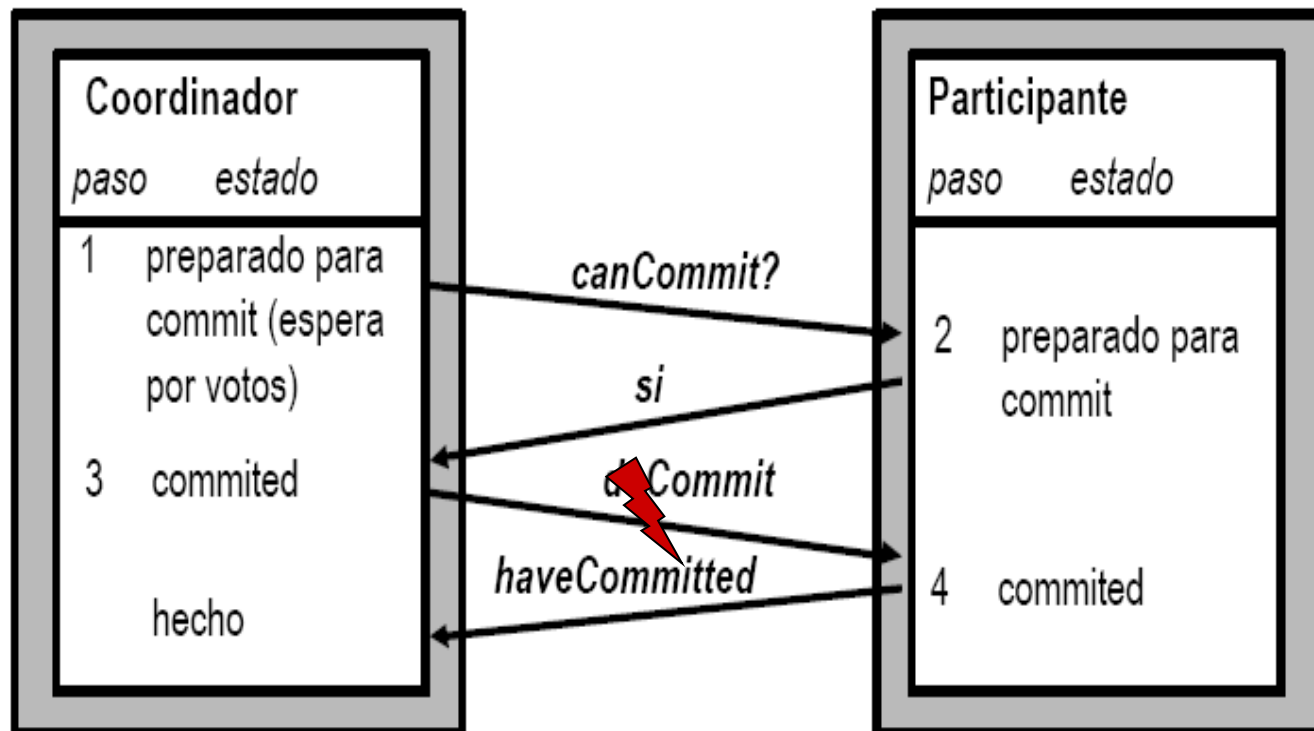 Coordinador
paso estado
1 preparado para
commit (espera
por votos)
3 commited
hecho
canCommit?
si
Commit
haveCommitted
Participante
paso estado
2 preparado para
commit
4 commited